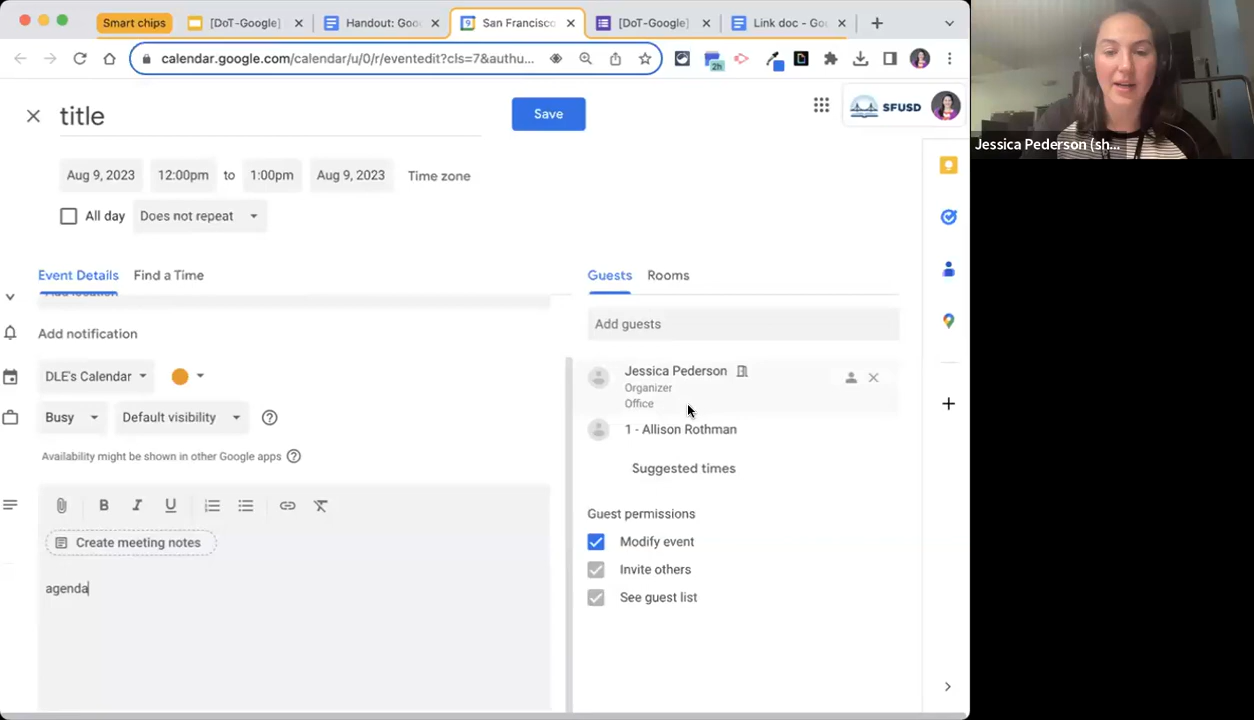 Smart chips
[DoT-Google]
Handout: Goo
San Francisco
[DoT-Google]
Link doc - Go
calendar.google.com/calendar/u/0/r/eventedit?cls=7&authu...
2h
title
Save
SFUSD
Jessica Pederson (sh...
Aug 9, 2023 12:00pm to 1:00pm Aug 9, 2023 Time zone
All day Does not repeat
Event Details Find a Time
Guests Rooms
Add location
Add guests
Add notification
DLE's Calendar
Busy Default visibility
Availability might be shown in other Google apps
B I U
Create meeting notes
agenda
Jessica Pederson
Organizer
Office
1 - Allison Rothman
Suggested times
Guest permissions
Modify event
Invite others
See guest list